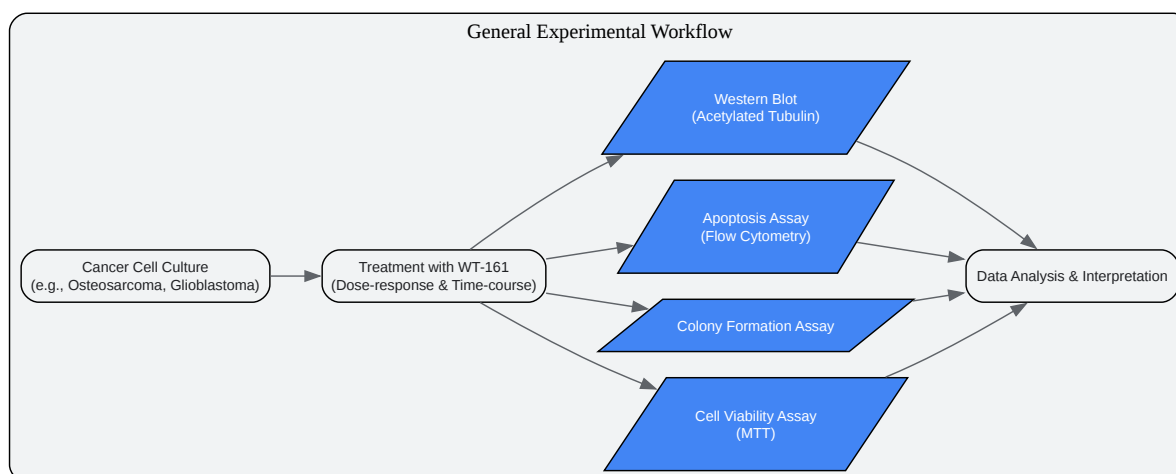 General Experimental Workflow
Western Blot
(Acetylated Tubulin)
Apoptosis Assay
(Flow Cytometry)
Cancer Cell Culture
(e.g., Osteosarcoma, Glioblastoma)
Treatment with WT-161
(Dose-response & Time-course)
Data Analysis & Interpretation
Colony Formation Assay
Cell Viability Assay
(MTT)